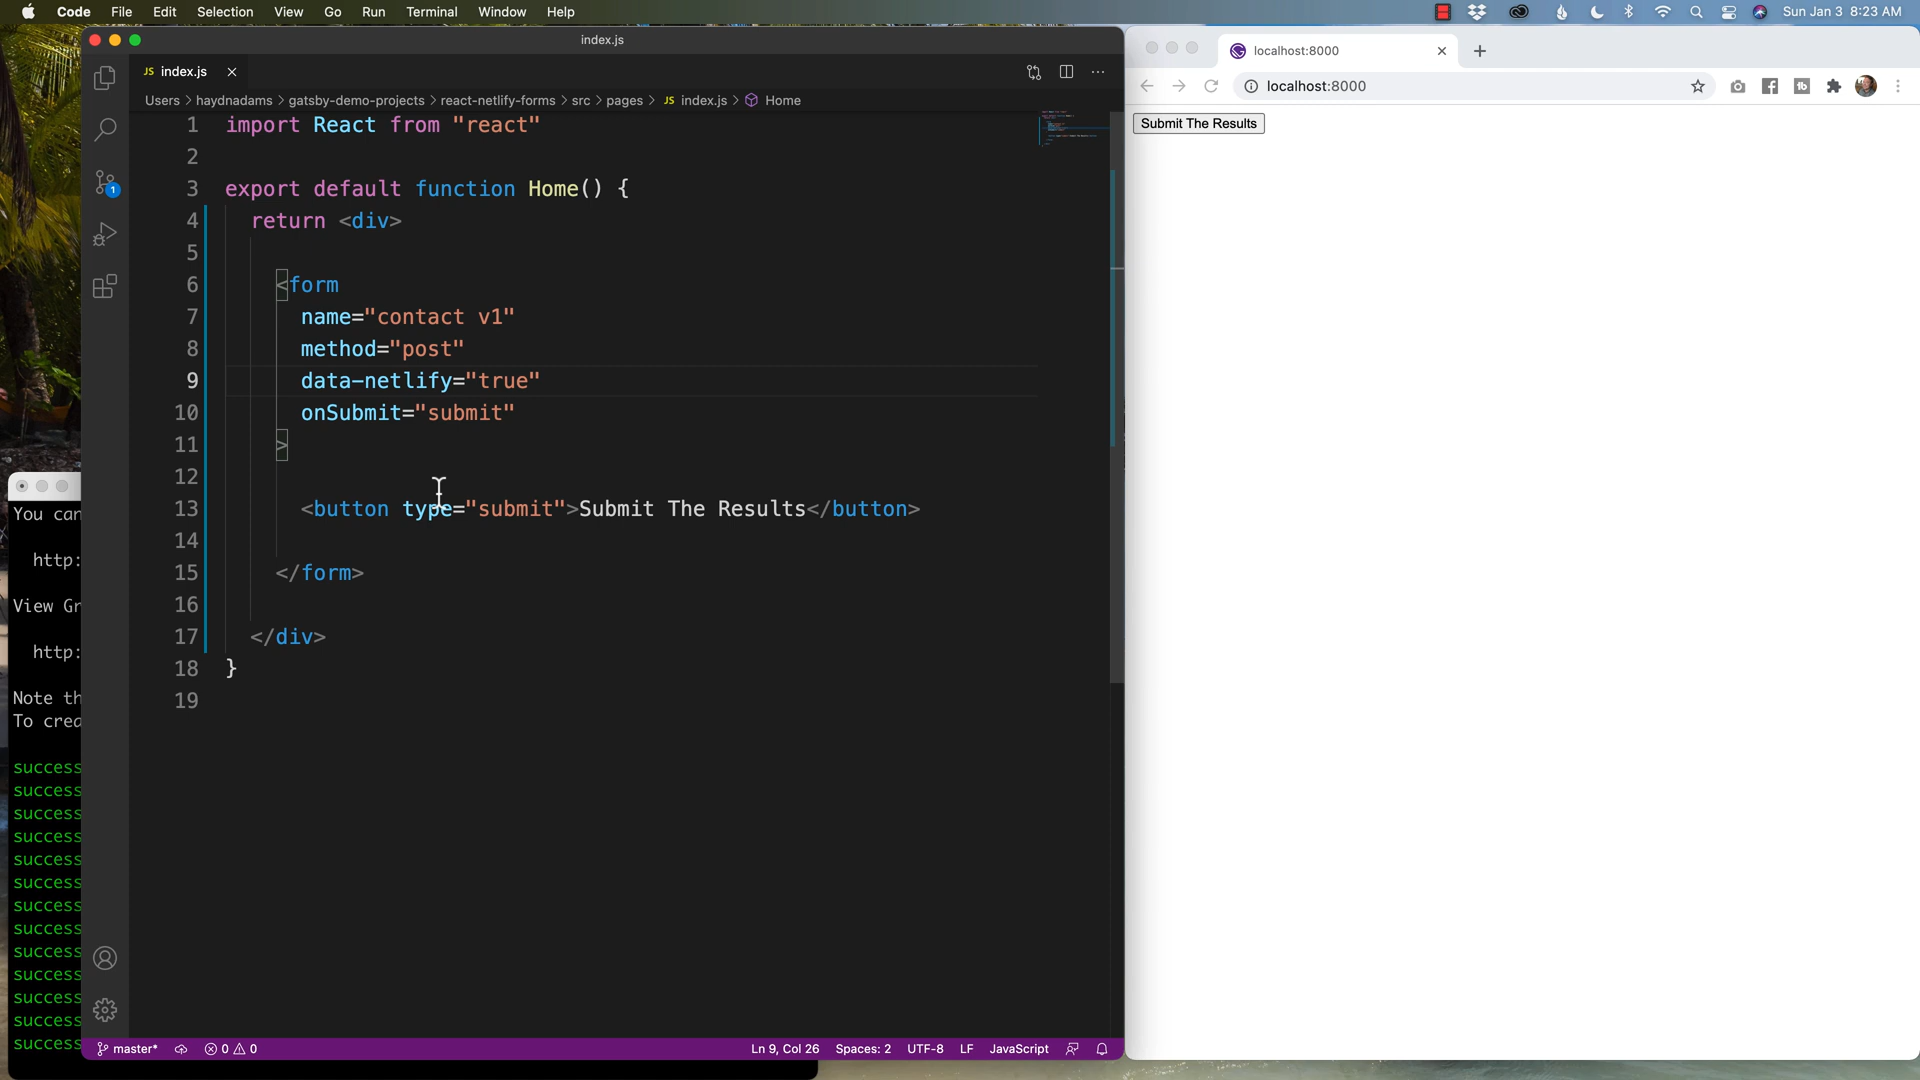 Code File Edit Selection View Go Run Terminal Window Help
Sun Jan 3 8:23 AM
index.js
JS index.js
Users > haydnadams > gatsby-demo-projects > react-netlify-forms > src > pages > JS index.js > Home
1 import React from "react"
2
3 export default function Home() {
4 return <div>
5
6 <form
7 name="contact v1"
8 method="post"
9 data-netlify="true"
10 onSubmit="submit"
11 >
12
13 <button type="submit">Submit The Results</button>
14
15 </form>
16
17 </div>
18 }
19
1
master* 0 0 Ln 9, Col 26 Spaces: 2 UTF-8 LF JavaScript
You can
http:
View Gr
http:
Note th
To crea
success
success
success
success
success
success
success
success
success
success
success
success
success
localhost:8000
localhost:8000
Submit The Results